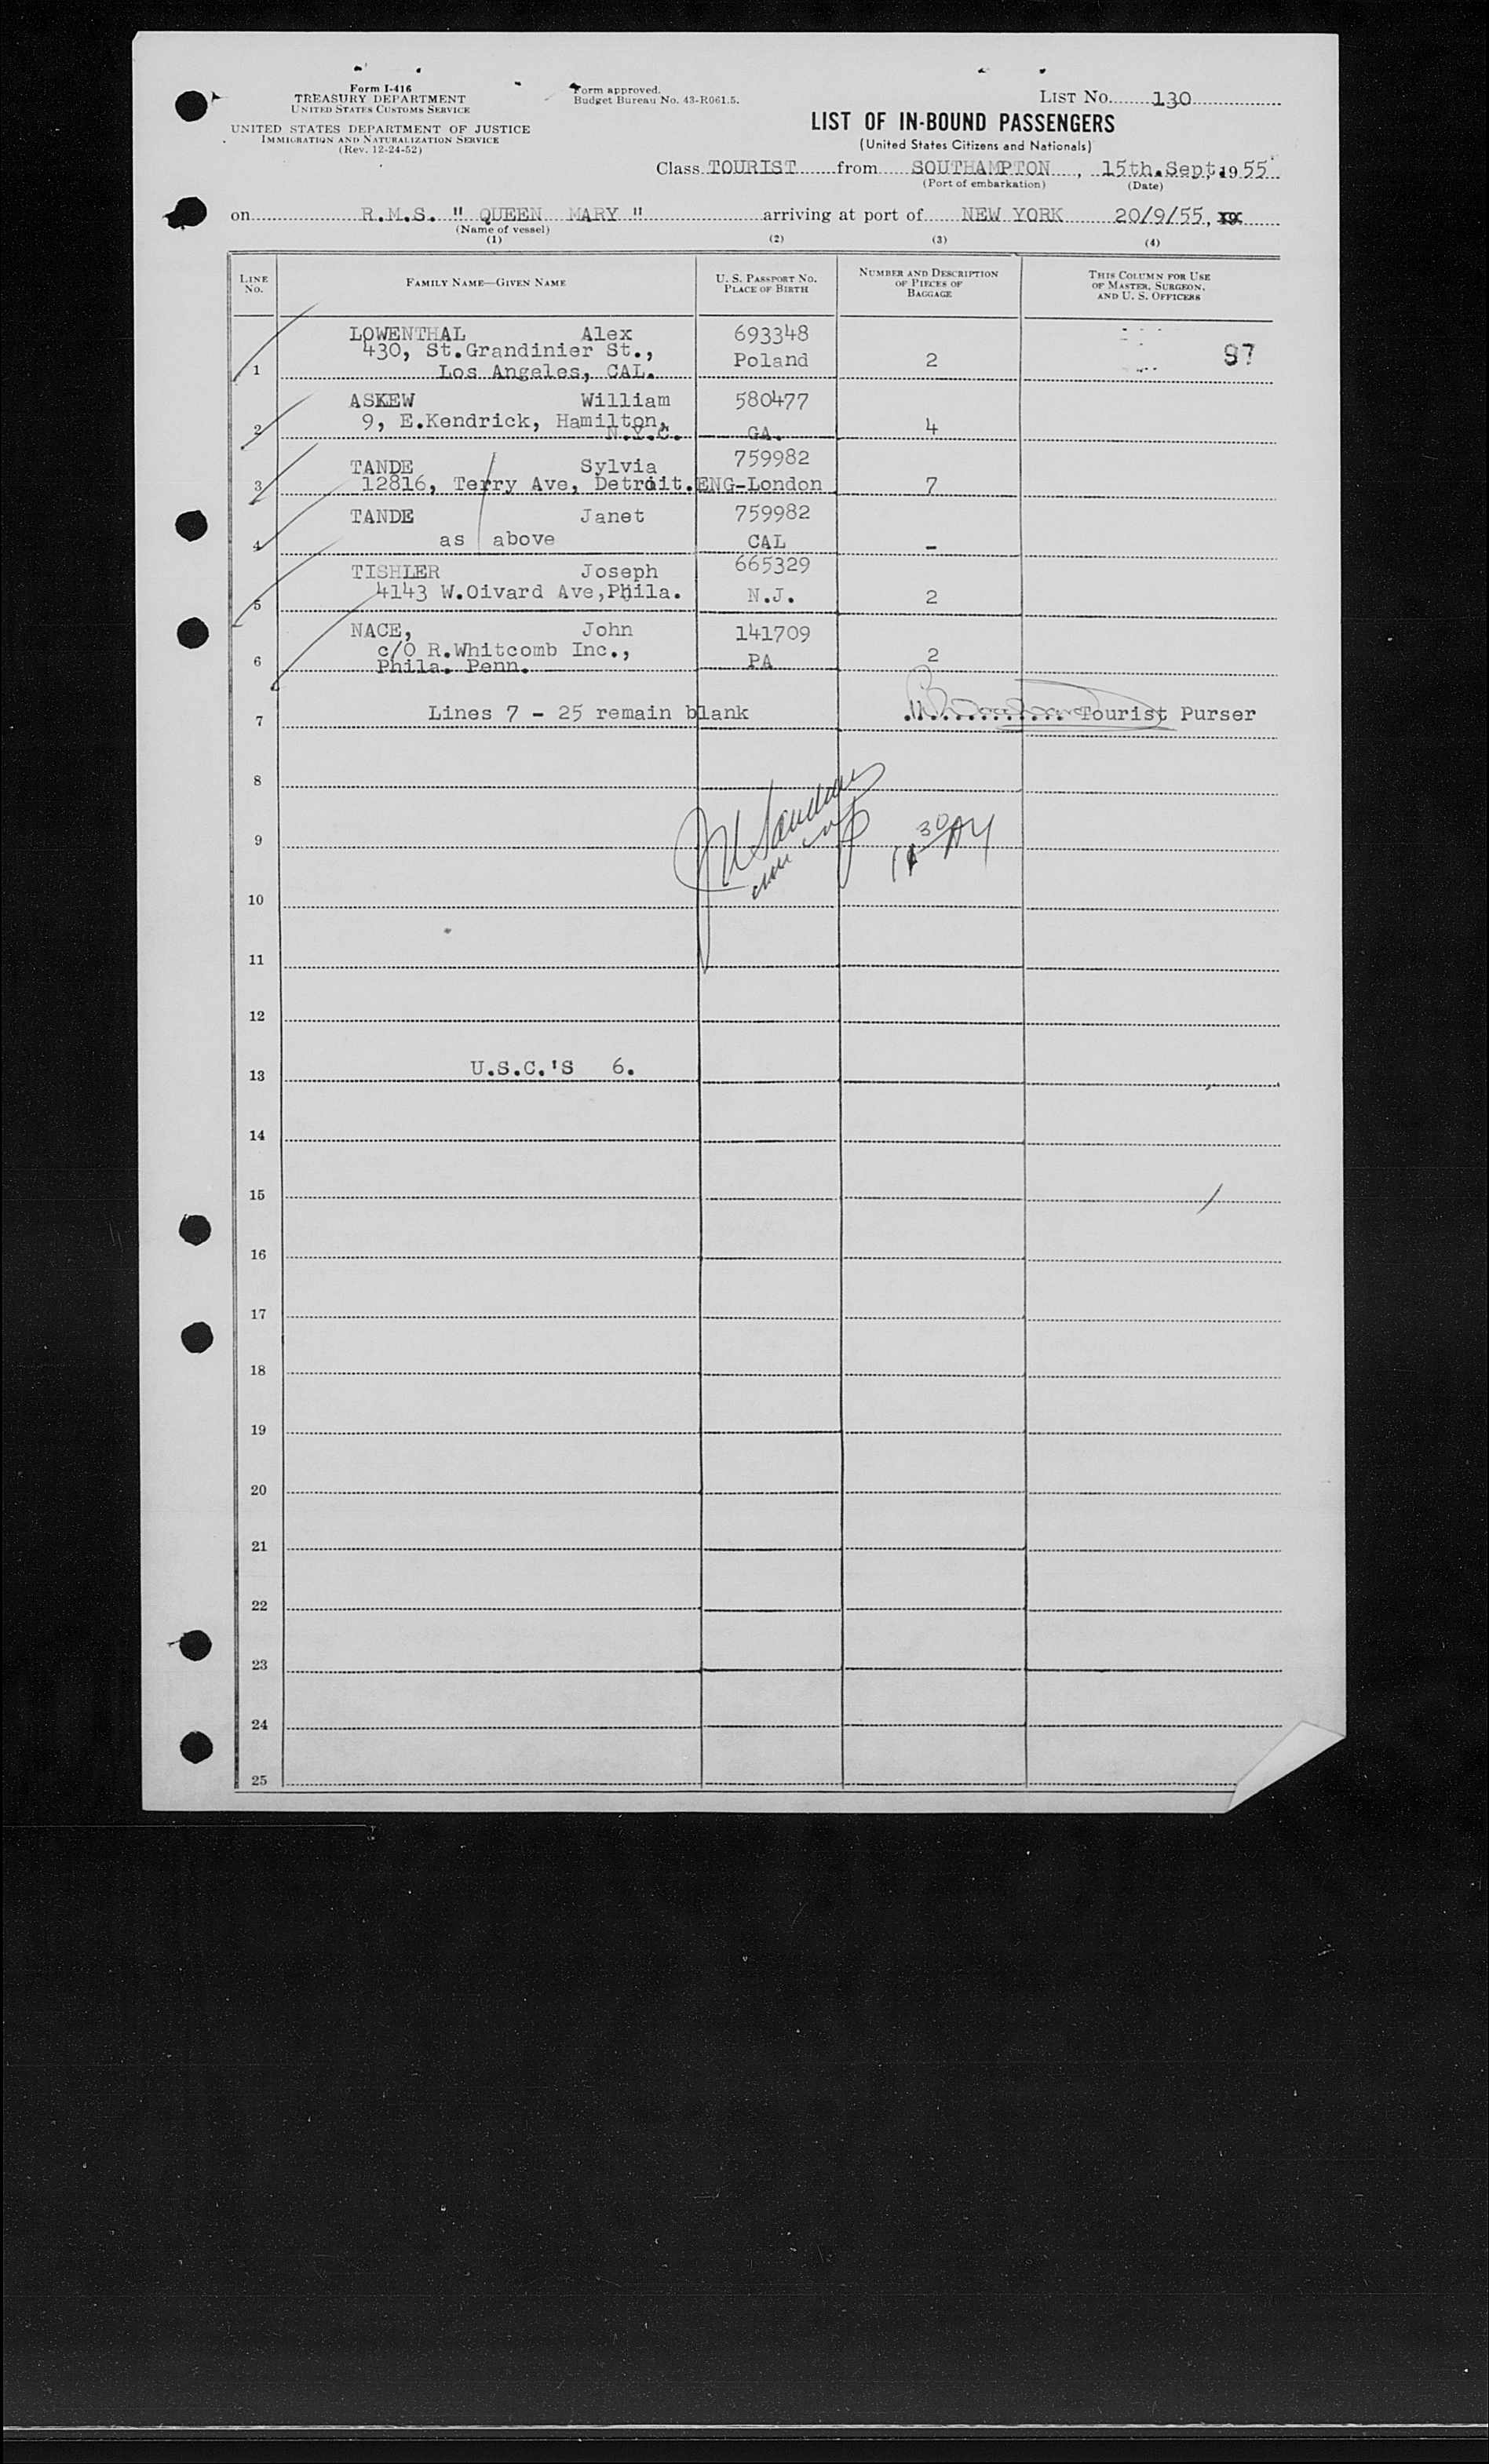 Form I-416
TREASURY DEPARTMENT
UNITED STATES CUSTOMS SERVICE
UNITED STATES DEPARTMENT OF JUSTICE
IMMIGRATION AND NATURALIZATION SERVICE
(Rev. 12-24-52)
Form approved.
Budget Bureau No. 43-R061.5.
LIST NO. 130
LIST OF IN-BOUND PASSENGERS
(United States Citizens and Nationals)
Class TOURIST from SOUTHAMPTON, 15th.Sept, 1955
(Port of embarkation) (Date)
on R.M.S. " QUEEN MARY " arriving at port of NEW YORK 20/9/55,
(Name of vessel)
(1) (2) (3) (4)
LINE NO. FAMILY NAME—GIVEN NAME U. S. PASSPORT NO. PLACE OF BIRTH NUMBER AND DESCRIPTION OF PIECES OF BAGGAGE THIS COLUMN FOR USE OF MASTER, SURGEON, AND U. S. OFFICERS
LOWENTHAL Alex 693348
430, St.Grandinier St., Poland 2 97
1 Los Angeles, CAL.
ASKEW William 580477
9, E.Kendrick, Hamilton, 4
2 N.Y.C. GA.
TANDE Sylvia 759982
3 12816, Terry Ave, Detroit. ENG-London 7
TANDE Janet 759982
4 as above CAL -
TISHLER Joseph 665329
5 4143 W.Oivard Ave,Phila. N.J. 2
NACE, John 141709
c/O R.Whitcomb Inc., 2
6 Phila. Penn. PA
7 Lines 7 - 25 remain blank Tourist Purser
8
9 30
10
11
12
13 U.S.C.'S 6.
14
15
16
17
18
19
20
21
22
23
24
25